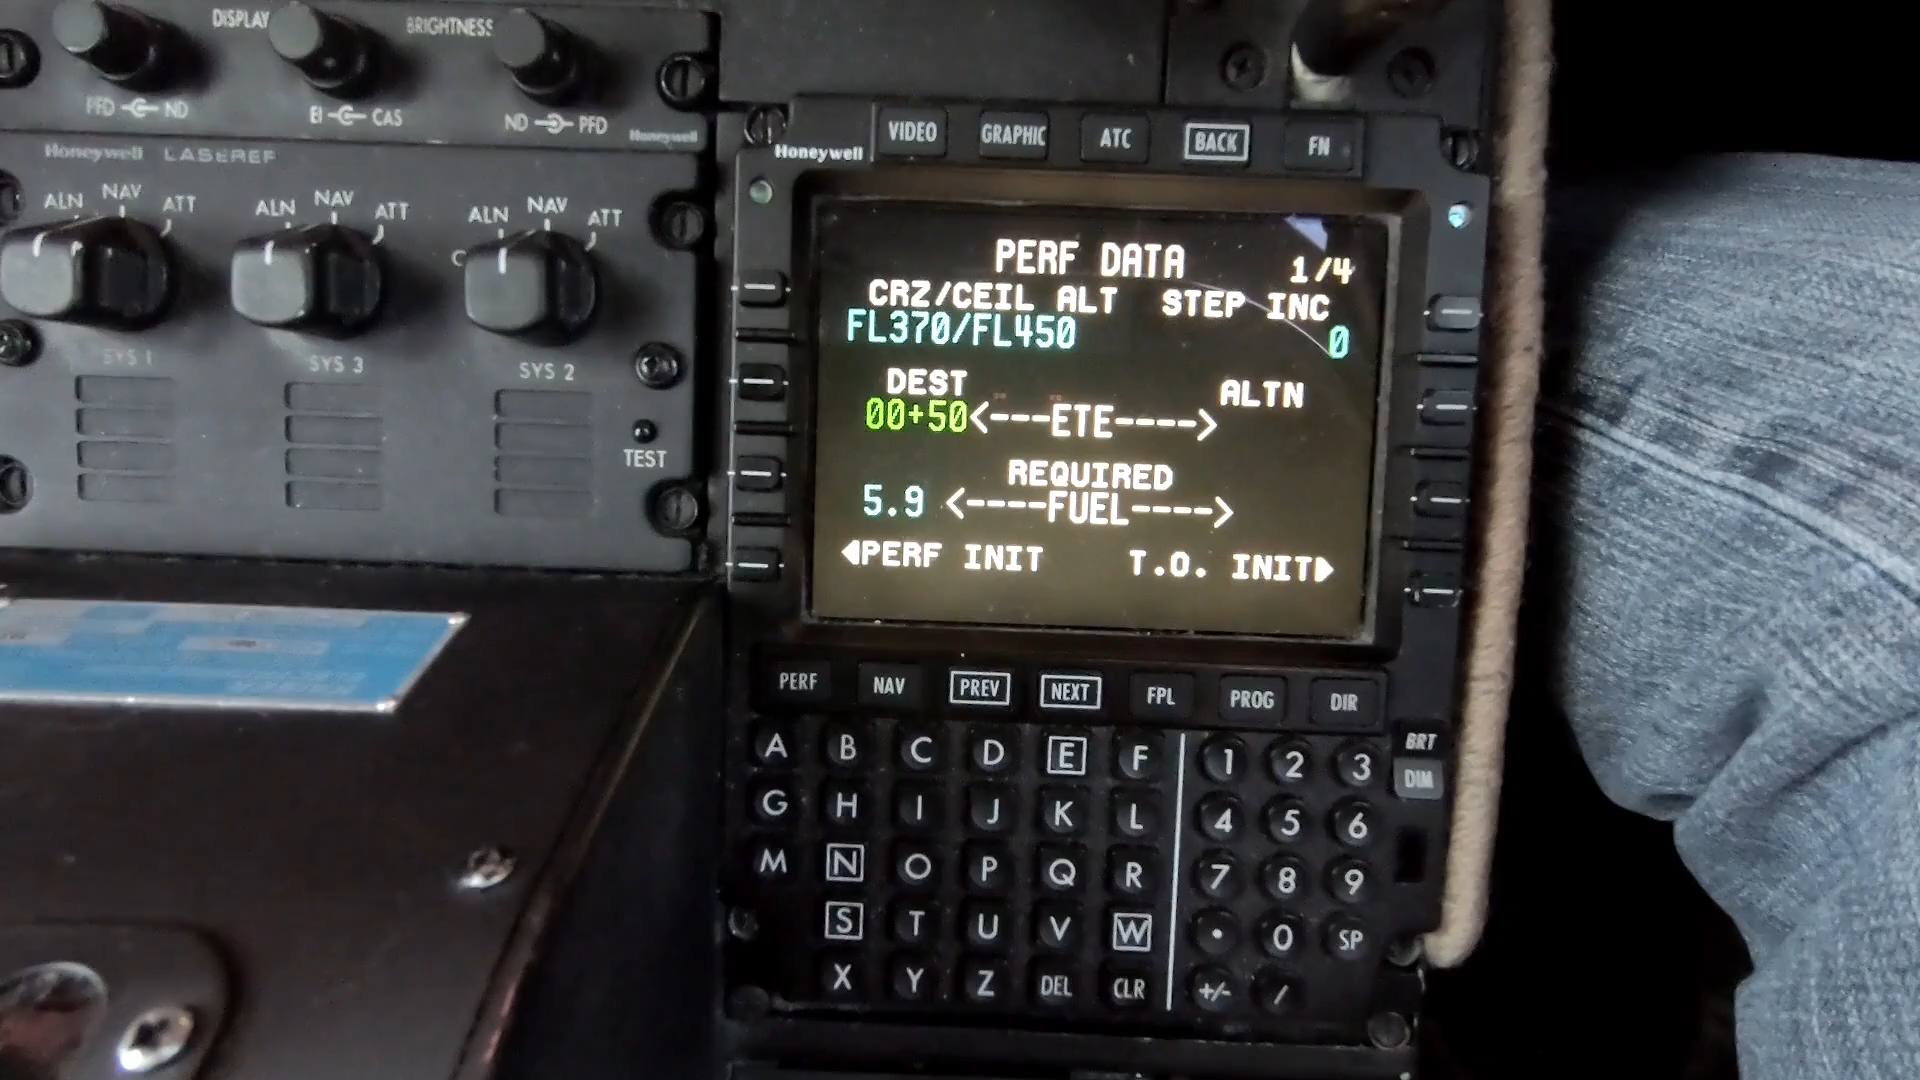 DISPLAY BRIGHTNESS
PFD ND
EI CAS
ND PFD
Honeywell
Honeywell LASEREF
ALN NAV ATT
ALN NAV ATT
ALN NAV ATT
SYS 1
SYS 3
SYS 2
TEST
Honeywell
VIDEO GRAPHIC ATC BACK FN
PERF DATA 1/4
CRZ/CEIL ALT STEP INC
FL370/FL450 0
DEST ALTN
00+50<---ETE---->
REQUIRED
5.9 <----FUEL---->
◀PERF INIT T.O. INIT▶
PERF NAV PREV NEXT FPL PROG DIR
BRT
DIM
A B C D E F 1 2 3
G H I J K L 4 5 6
M N O P Q R 7 8 9
S T U V W • 0 SP
X Y Z DEL CLR +/- /